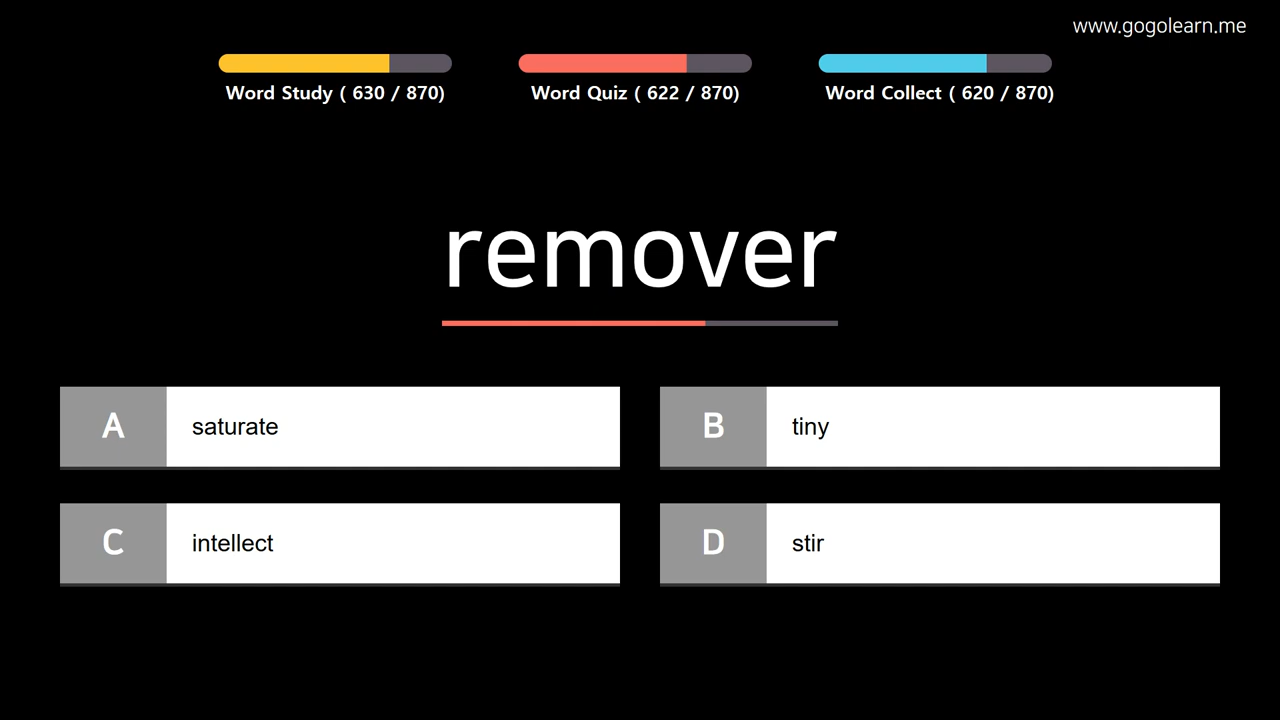 www.gogolearn.me
Word Study ( 630 / 870)
Word Quiz ( 622 / 870)
Word Collect ( 620 / 870)
remover
A saturate
B tiny
C intellect
D stir